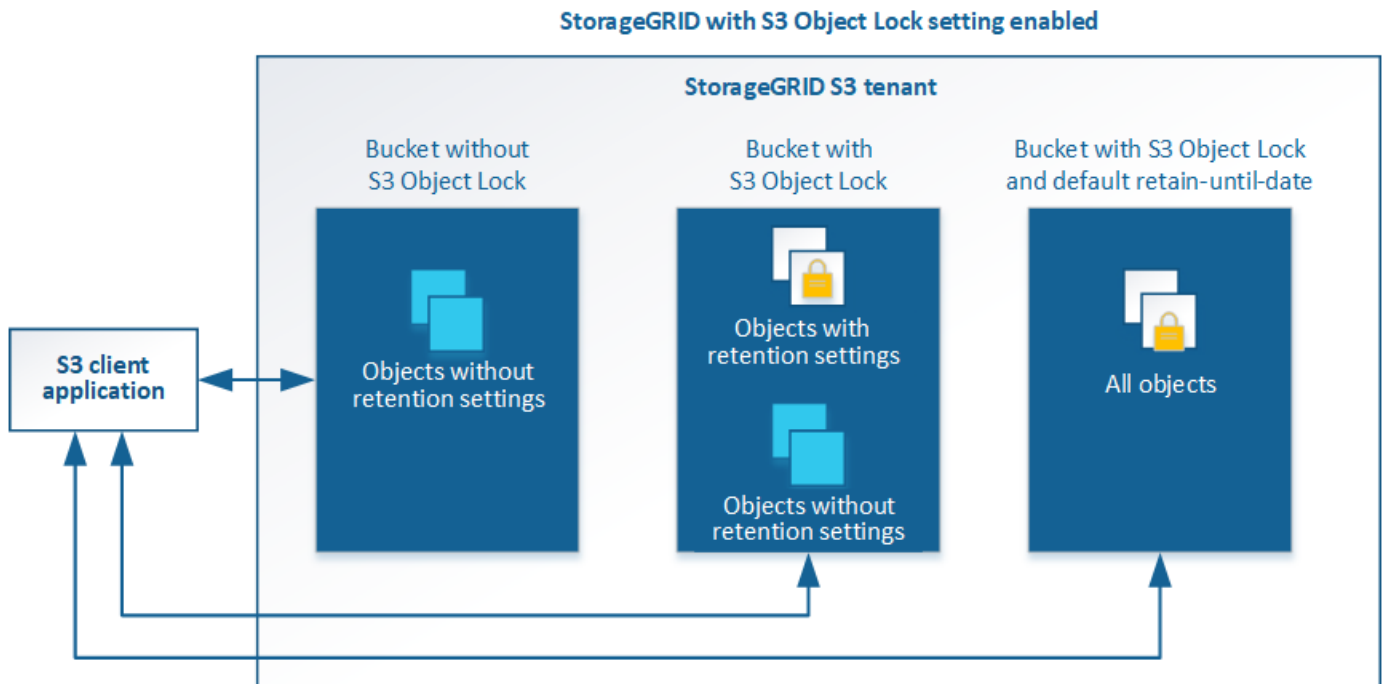 StorageGRID with S3 Object Lock setting enabled
StorageGRID S3 tenant
Bucket without
S3 Object Lock
Objects without
retention settings
Bucket with
S3 Object Lock
Objects with
retention settings
Objects without
retention settings
Bucket with S3 Object Lock
and default retain-until-date
All objects
S3 client
application